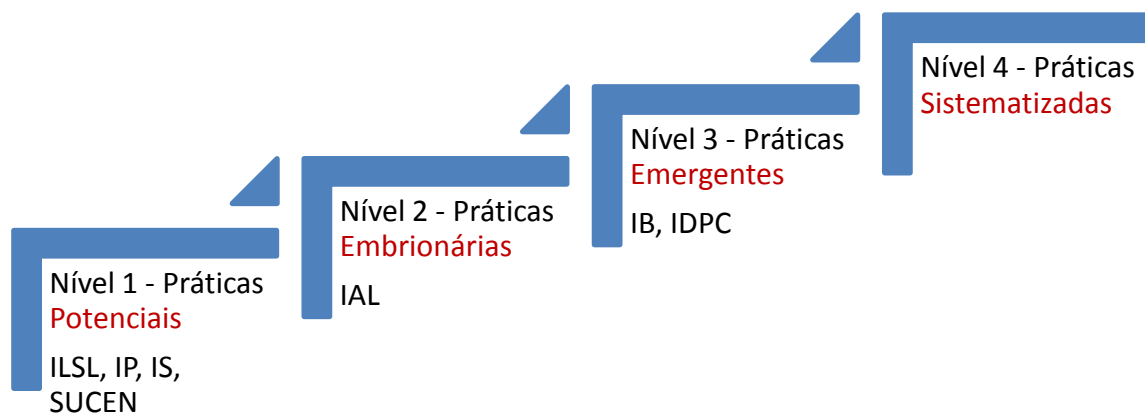 Nível 1 - Práticas
Potenciais
ILSL, IP, IS,
SUCEN
Nível 2 - Práticas
Embrionárias
IAL
Nível 3 - Práticas
Emergentes
IB, IDPC
Nível 4 - Práticas
Sistematizadas